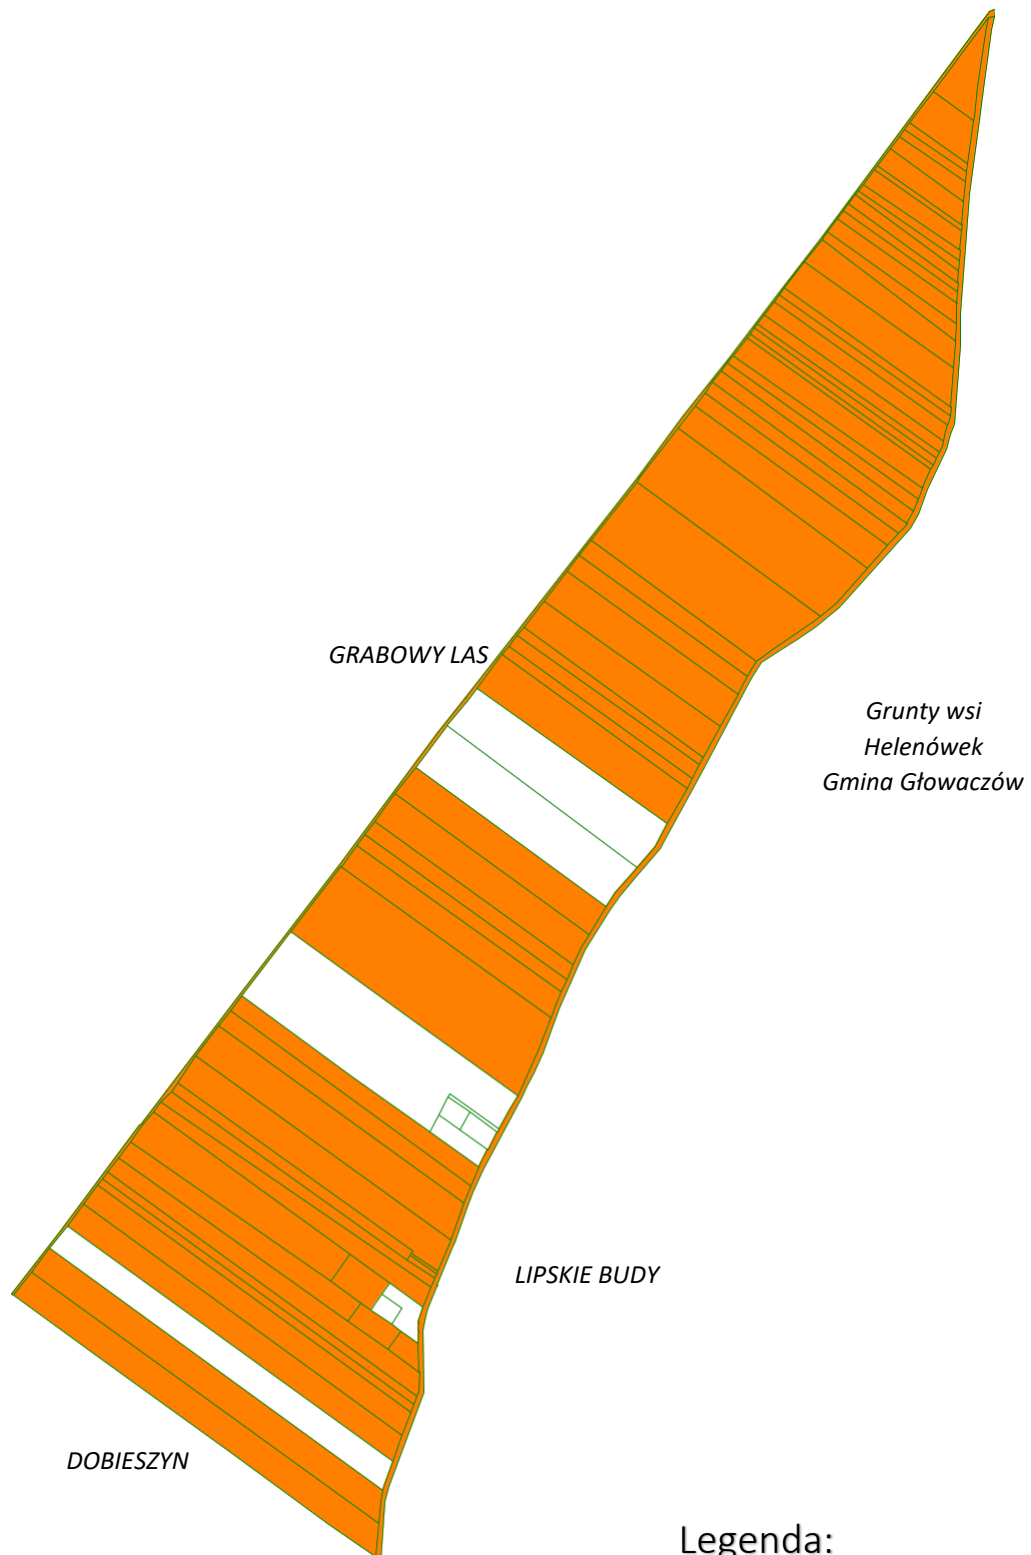 GRABOWY LAS
Grunty wsi
Helenówek
Gmina Głowaczów
LIPSKIE BUDY
DOBIESZYN
Legenda: